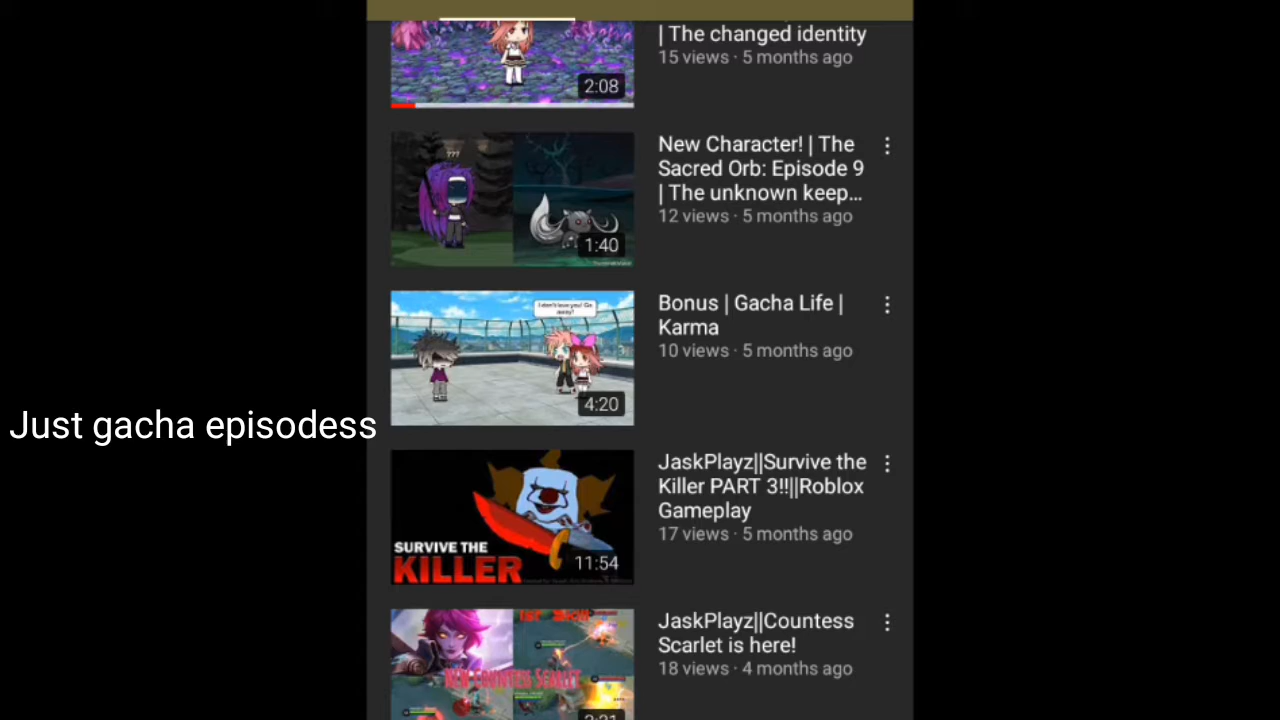 | The changed identity
15 views · 5 months ago
2:08
New Character! | The
Sacred Orb: Episode 9
| The unknown keep...
12 views · 5 months ago
???
1:40
Bonus | Gacha Life |
Karma
10 views · 5 months ago
I don't love you! Go
away!
4:20
Just gacha episodess
JaskPlayz||Survive the
Killer PART 3!!||Roblox
Gameplay
17 views · 5 months ago
SURVIVE THE
KILLER
11:54
JaskPlayz||Countess
Scarlet is here!
18 views · 4 months ago
NEW COUNTESS SCARLET